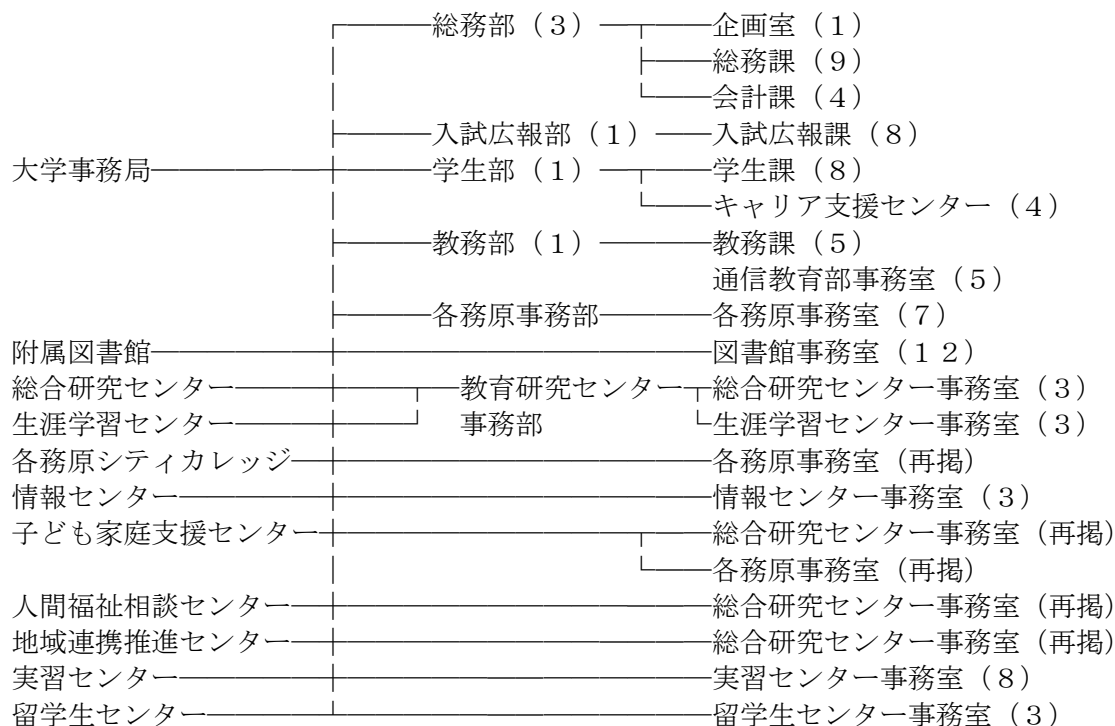 総務部（３） 企画室（１）
総務課（９）
会計課（４）
入試広報部（１） 入試広報課（８）
大学事務局 学生部（１） 学生課（８）
キャリア支援センター（４）
教務部（１） 教務課（５）
通信教育部事務室（５）
各務原事務部 各務原事務室（７）
附属図書館 図書館事務室（１２）
総合研究センター 教育研究センター 総合研究センター事務室（３）
生涯学習センター 事務部 生涯学習センター事務室（３）
各務原シティカレッジ 各務原事務室（再掲）
情報センター 情報センター事務室（３）
子ども家庭支援センター 総合研究センター事務室（再掲）
各務原事務室（再掲）
人間福祉相談センター 総合研究センター事務室（再掲）
地域連携推進センター 総合研究センター事務室（再掲）
実習センター 実習センター事務室（８）
留学生センター 留学生センター事務室（３）